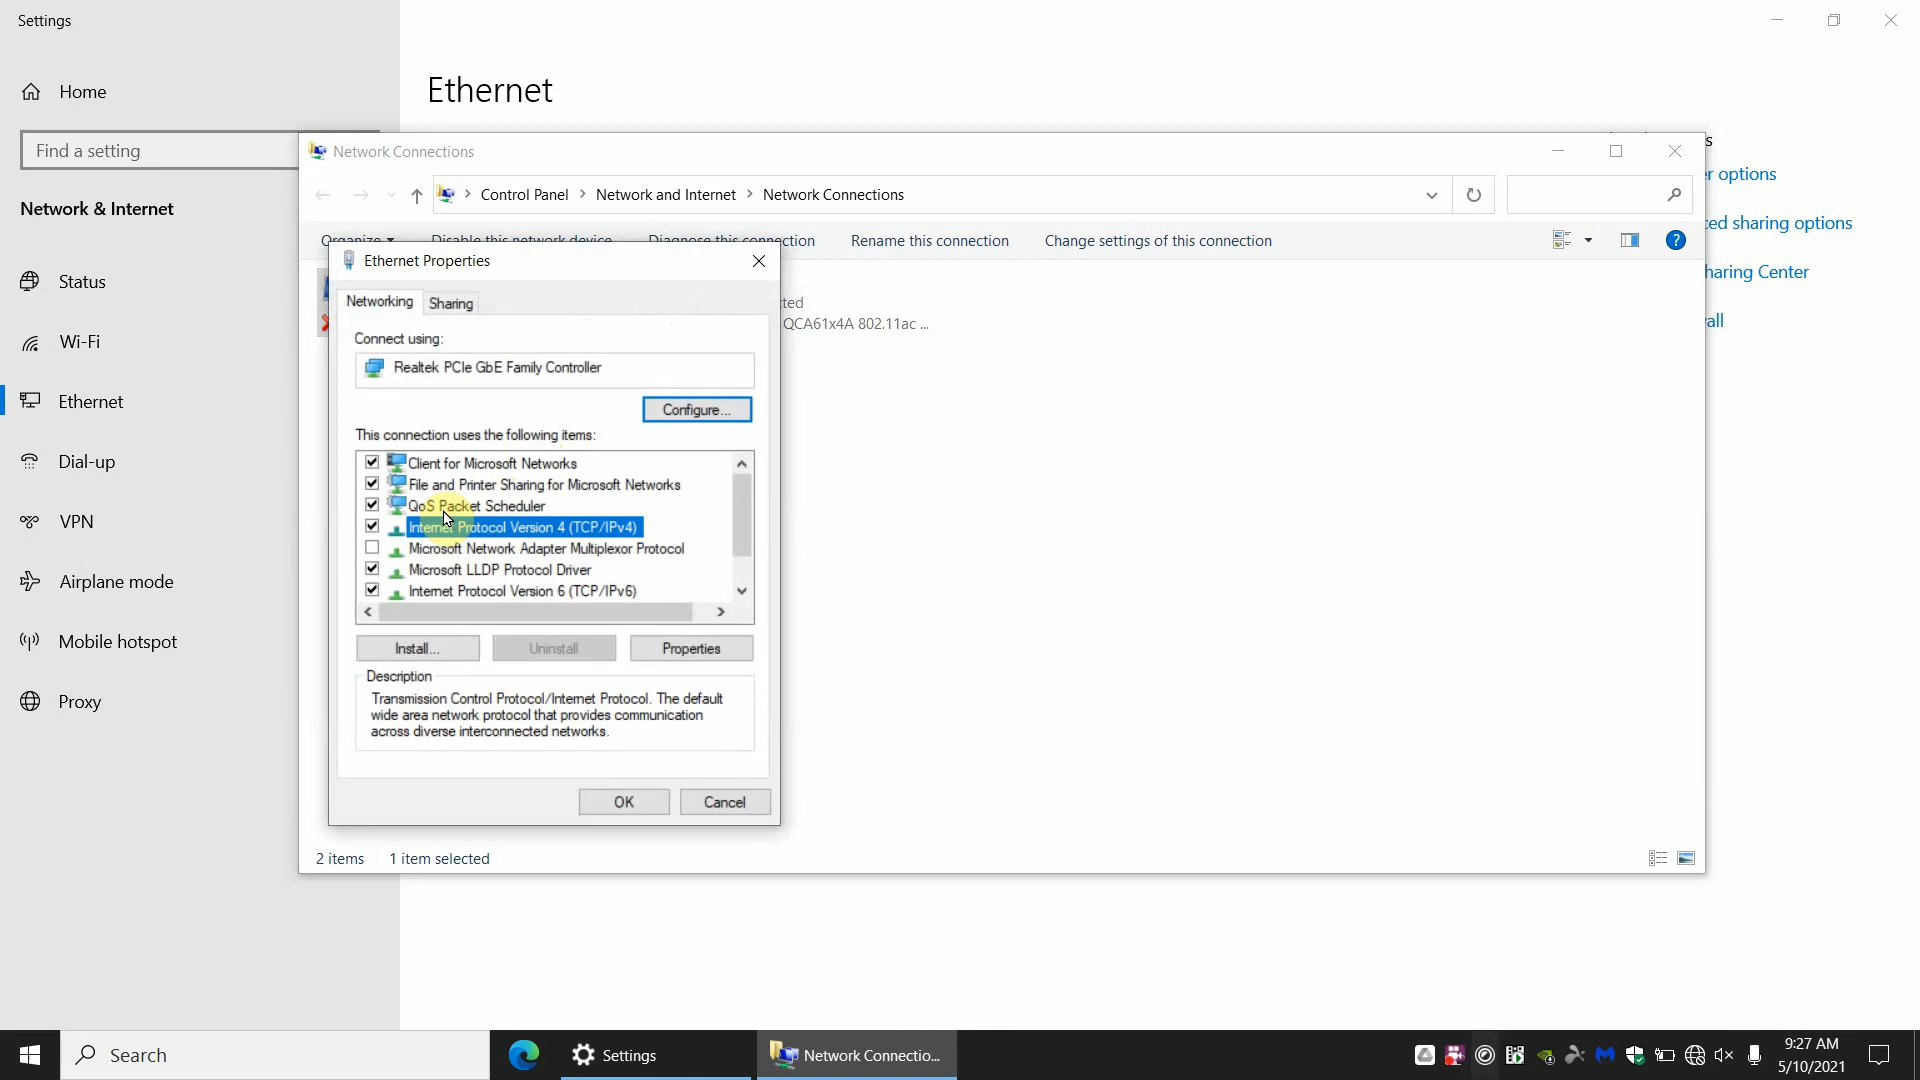 Settings
Home
Find a setting
Network & Internet
Status
Wi-Fi
Ethernet
Dial-up
VPN
Airplane mode
Mobile hotspot
Proxy
Ethernet
s
r options
ed sharing options
haring Center
all
Network Connections
Control Panel > Network and Internet > Network Connections
Organize Disable this network device Diagnose this connection Rename this connection Change settings of this connection
ted
QCA61x4A 802.11ac ...
Ethernet Properties
Networking Sharing
Connect using:
Realtek PCIe GbE Family Controller
Configure...
This connection uses the following items:
Client for Microsoft Networks
File and Printer Sharing for Microsoft Networks
QoS Packet Scheduler
Internet Protocol Version 4 (TCP/IPv4)
Microsoft Network Adapter Multiplexor Protocol
Microsoft LLDP Protocol Driver
Internet Protocol Version 6 (TCP/IPv6)
Install... Uninstall Properties
Description
Transmission Control Protocol/Internet Protocol. The default
wide area network protocol that provides communication
across diverse interconnected networks.
OK Cancel
2 items 1 item selected
Search
Settings
Network Connectio...
9:27 AM
5/10/2021